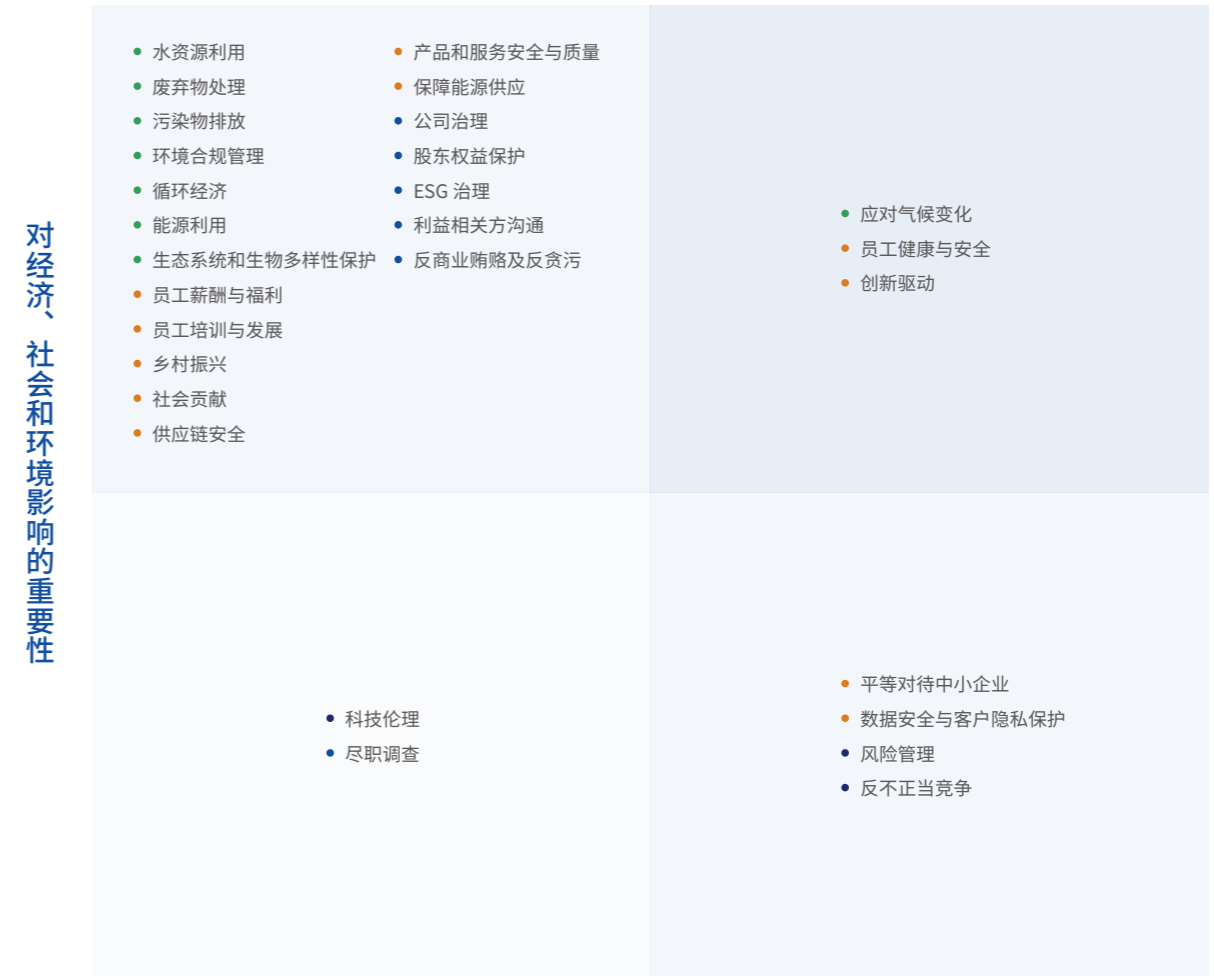 对经济、社会和环境影响的重要性
水资源利用
废弃物处理
污染物排放
环境合规管理
循环经济
能源利用
生态系统和生物多样性保护
员工薪酬与福利
员工培训与发展
乡村振兴
社会贡献
供应链安全
产品和服务安全与质量
保障能源供应
公司治理
股东权益保护
ESG 治理
利益相关方沟通
反商业贿赂及反贪污
应对气候变化
员工健康与安全
创新驱动
科技伦理
尽职调查
平等对待中小企业
数据安全与客户隐私保护
风险管理
反不正当竞争